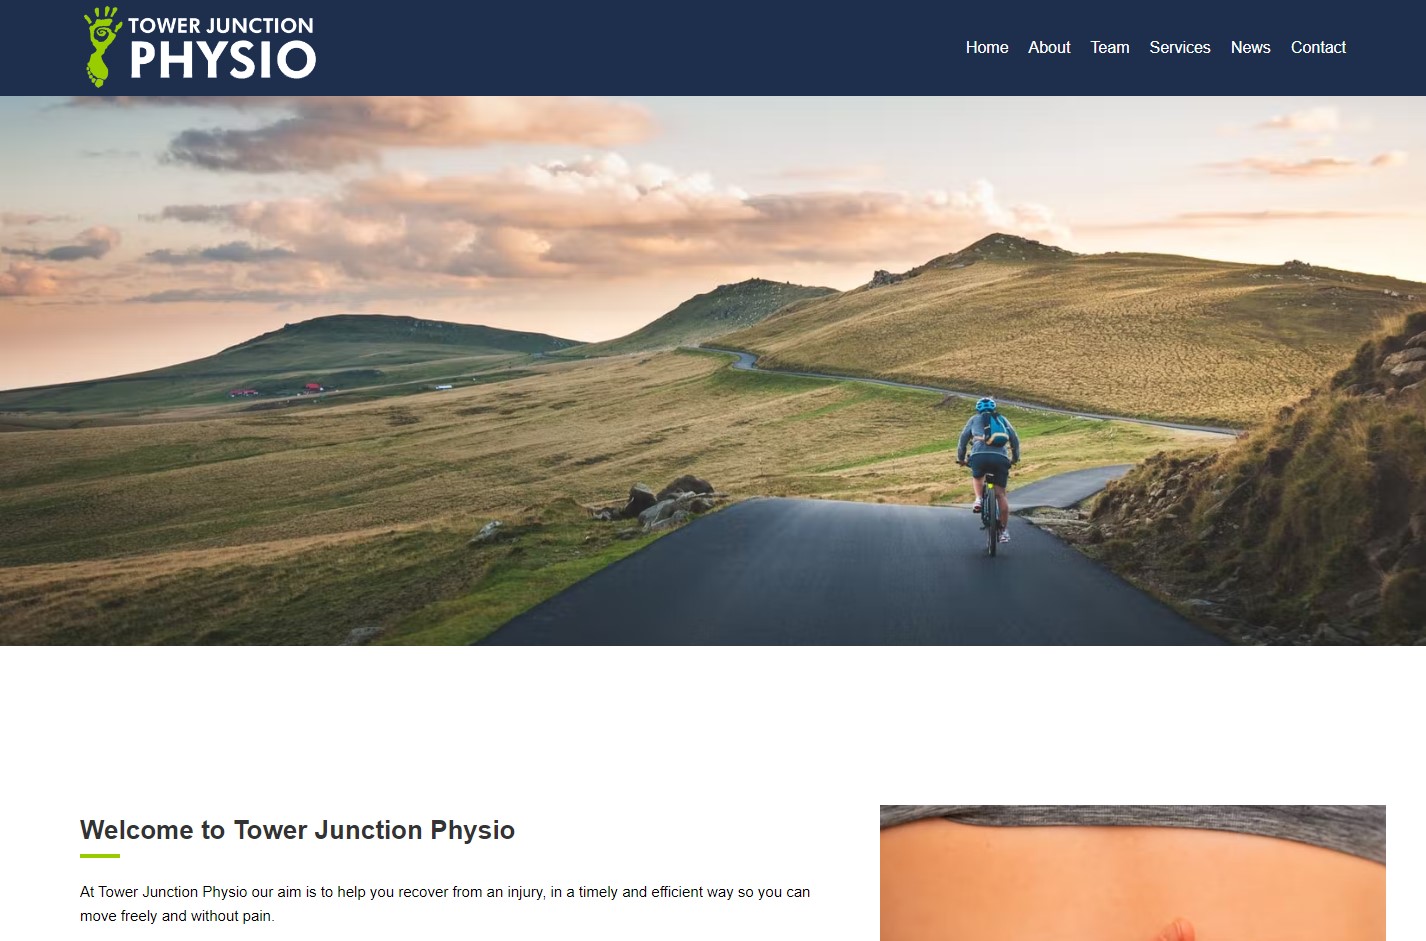 TOWER JUNCTION
PHYSIO
Home About Team Services News Contact
Welcome to Tower Junction Physio
At Tower Junction Physio our aim is to help you recover from an injury, in a timely and efficient way so you can
move freely and without pain.